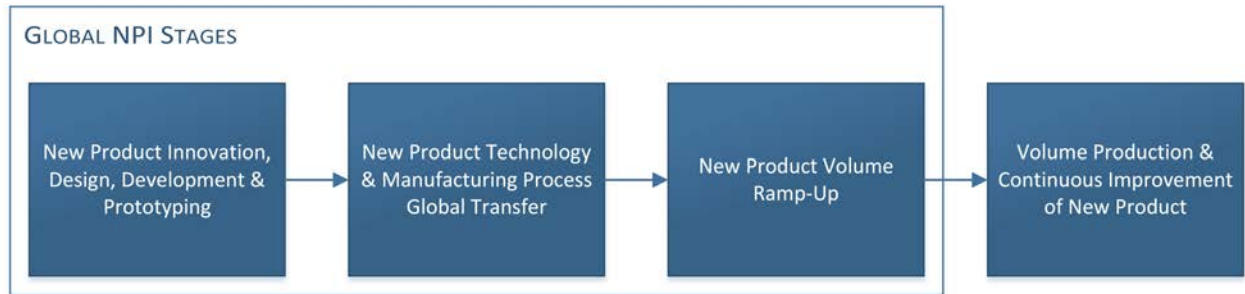 GLOBAL NPI STAGES
New Product Innovation,
Design, Development &
Prototyping
New Product Technology
& Manufacturing Process
Global Transfer
New Product Volume
Ramp-Up
Volume Production &
Continuous Improvement
of New Product